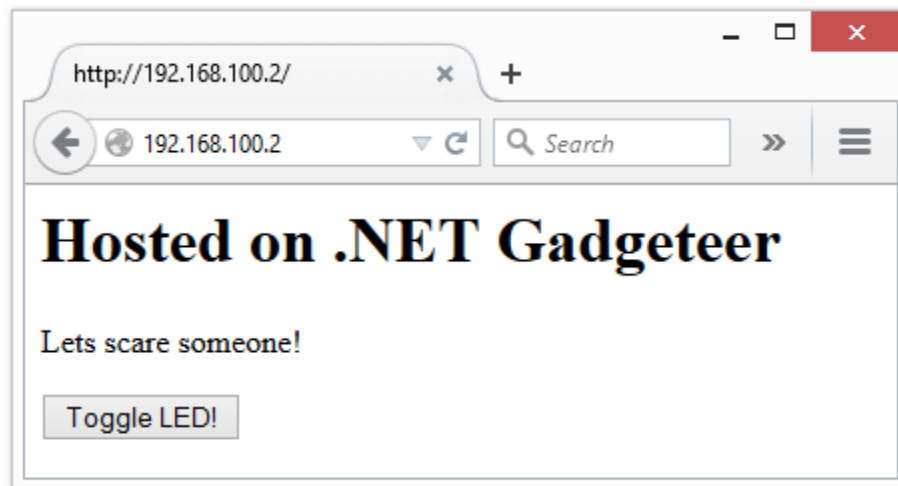 http://192.168.100.2/
192.168.100.2
Search
Hosted on .NET Gadgeteer
Lets scare someone!
Toggle LED!